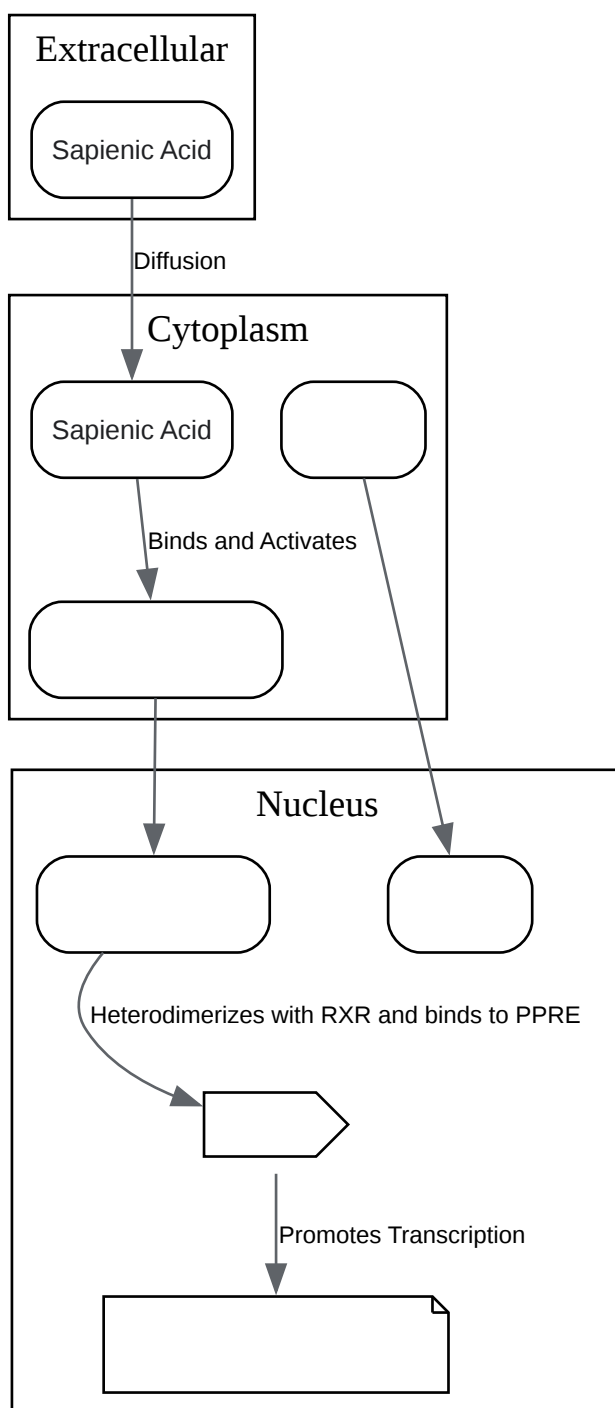 Extracellular
Sapienic Acid
Diffusion
Cytoplasm
Sapienic Acid
Binds and Activates
Nucleus
Heterodimerizes with RXR and binds to PPRE
Promotes Transcription